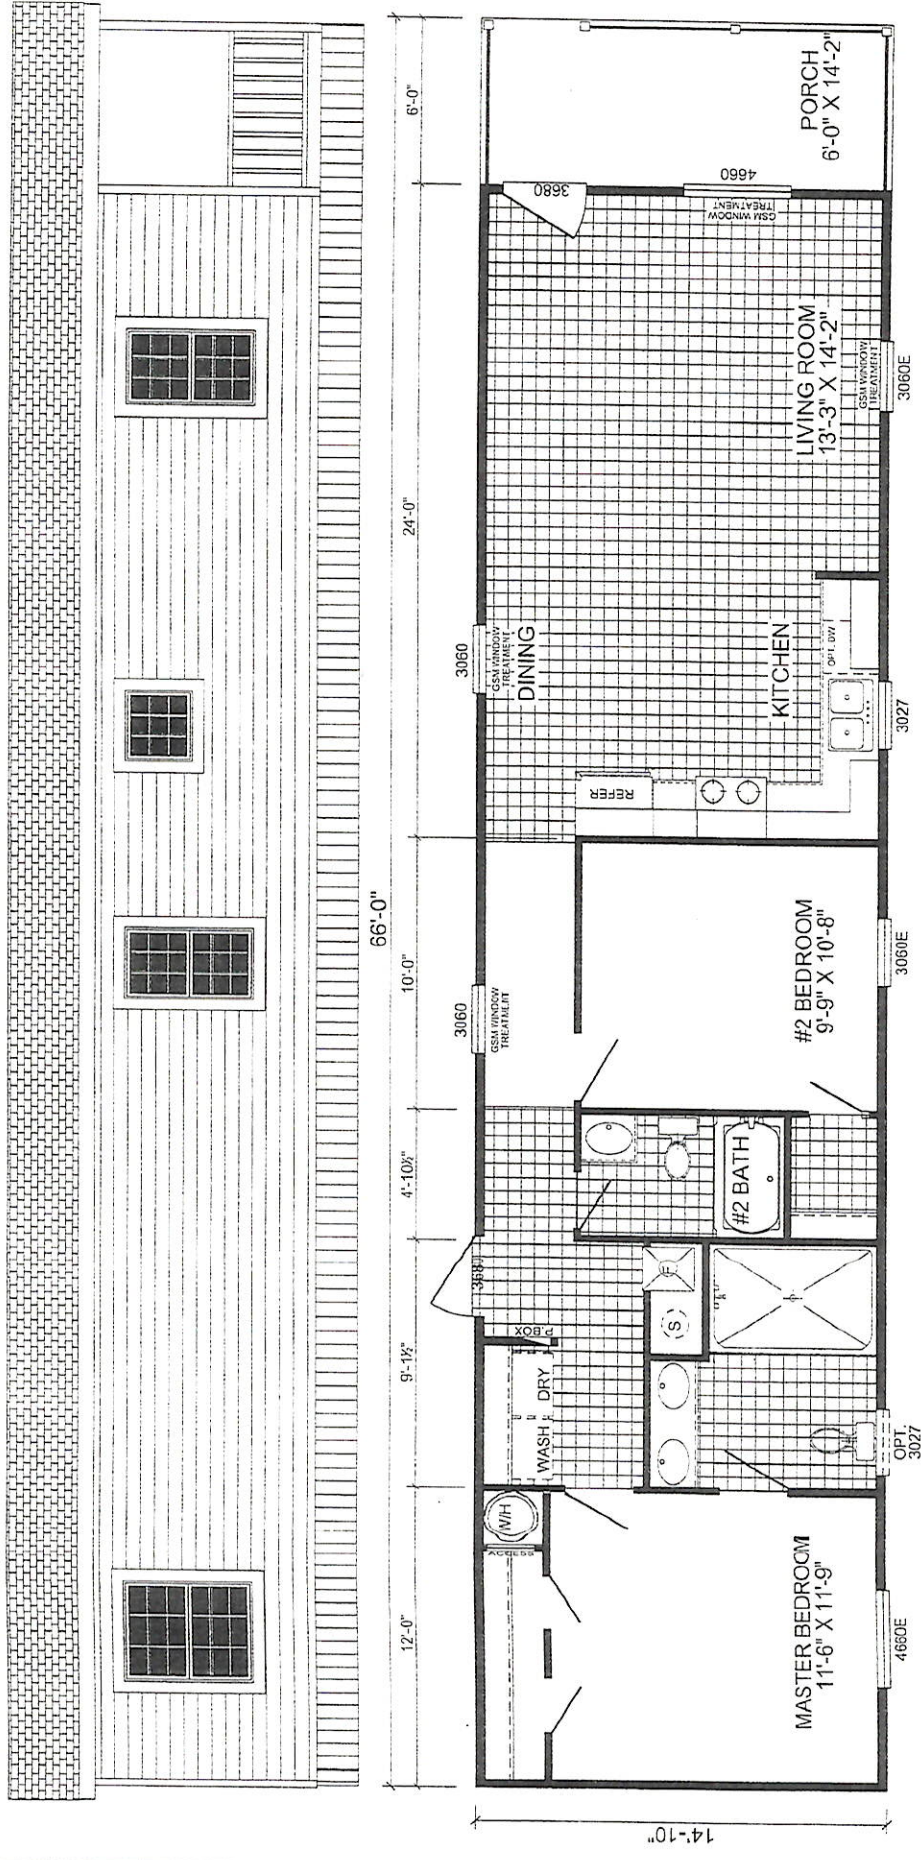 66'-0"
12'-0"
9'-1½"
4'-10½"
10'-0"
24'-0"
6'-0"
14'-10"
3680
3060
GSM WINDOW
TREATMENT
3060
GSM WINDOW
TREATMENT
W/H
ACCESS
WASH
DRY
P.BOX
S
F
#2 BATH
REFER
DINING
KITCHEN
OPT. DW
3680
4660
GSM WINDOW
TREATMENT
MASTER BEDROOM
11'-6" X 11'-9"
#2 BEDROOM
9'-9" X 10'-8"
LIVING ROOM
13'-3" X 14'-2"
PORCH
6'-0" X 14'-2"
GSM WINDOW
TREATMENT
4660E
OPT.
3027
3060E
3027
3060E